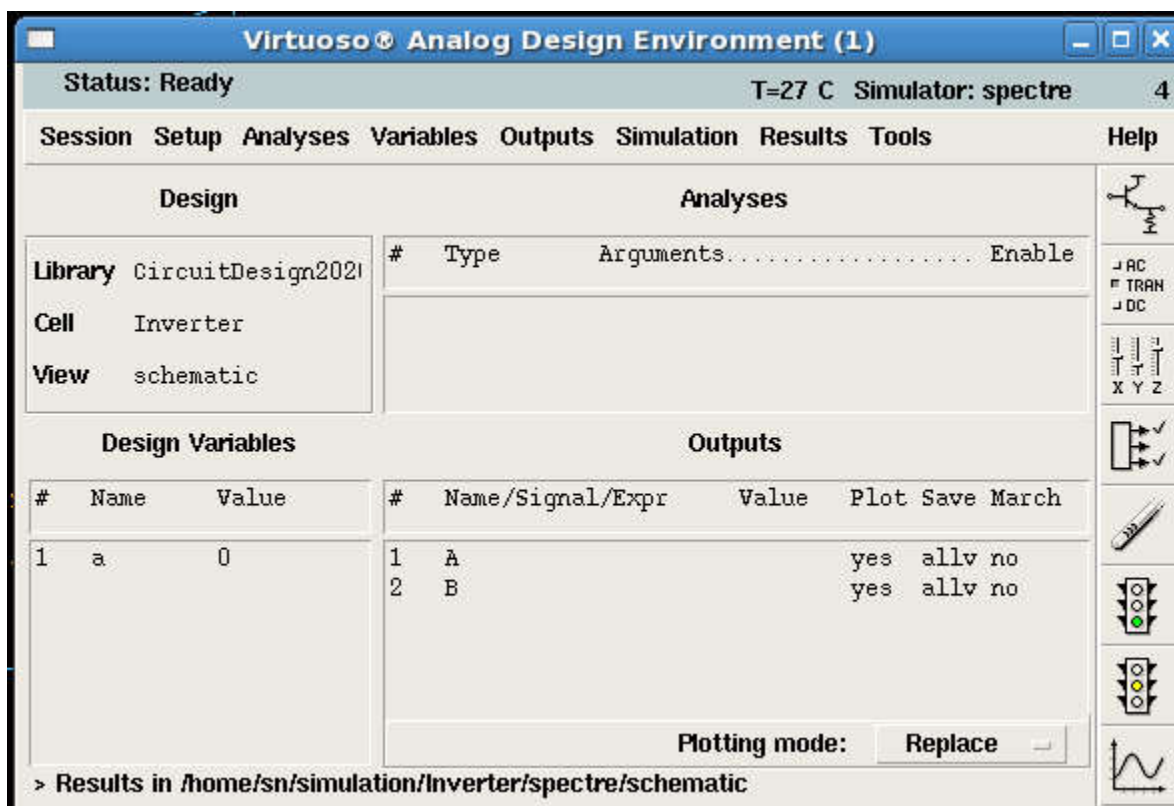 Virtuoso® Analog Design Environment (1)
Status: Ready
T=27 C Simulator: spectre 4
Session Setup Analyses Variables Outputs Simulation Results Tools Help
Design
Library CircuitDesign202
Cell Inverter
View schematic
Analyses
# Type Arguments.................. Enable
AC
TRAN
DC
X Y Z
Design Variables
# Name Value
1 a 0
Outputs
# Name/Signal/Expr Value Plot Save March
1 A yes allv no
2 B yes allv no
Plotting mode: Replace
> Results in /home/sn/simulation/Inverter/spectre/schematic